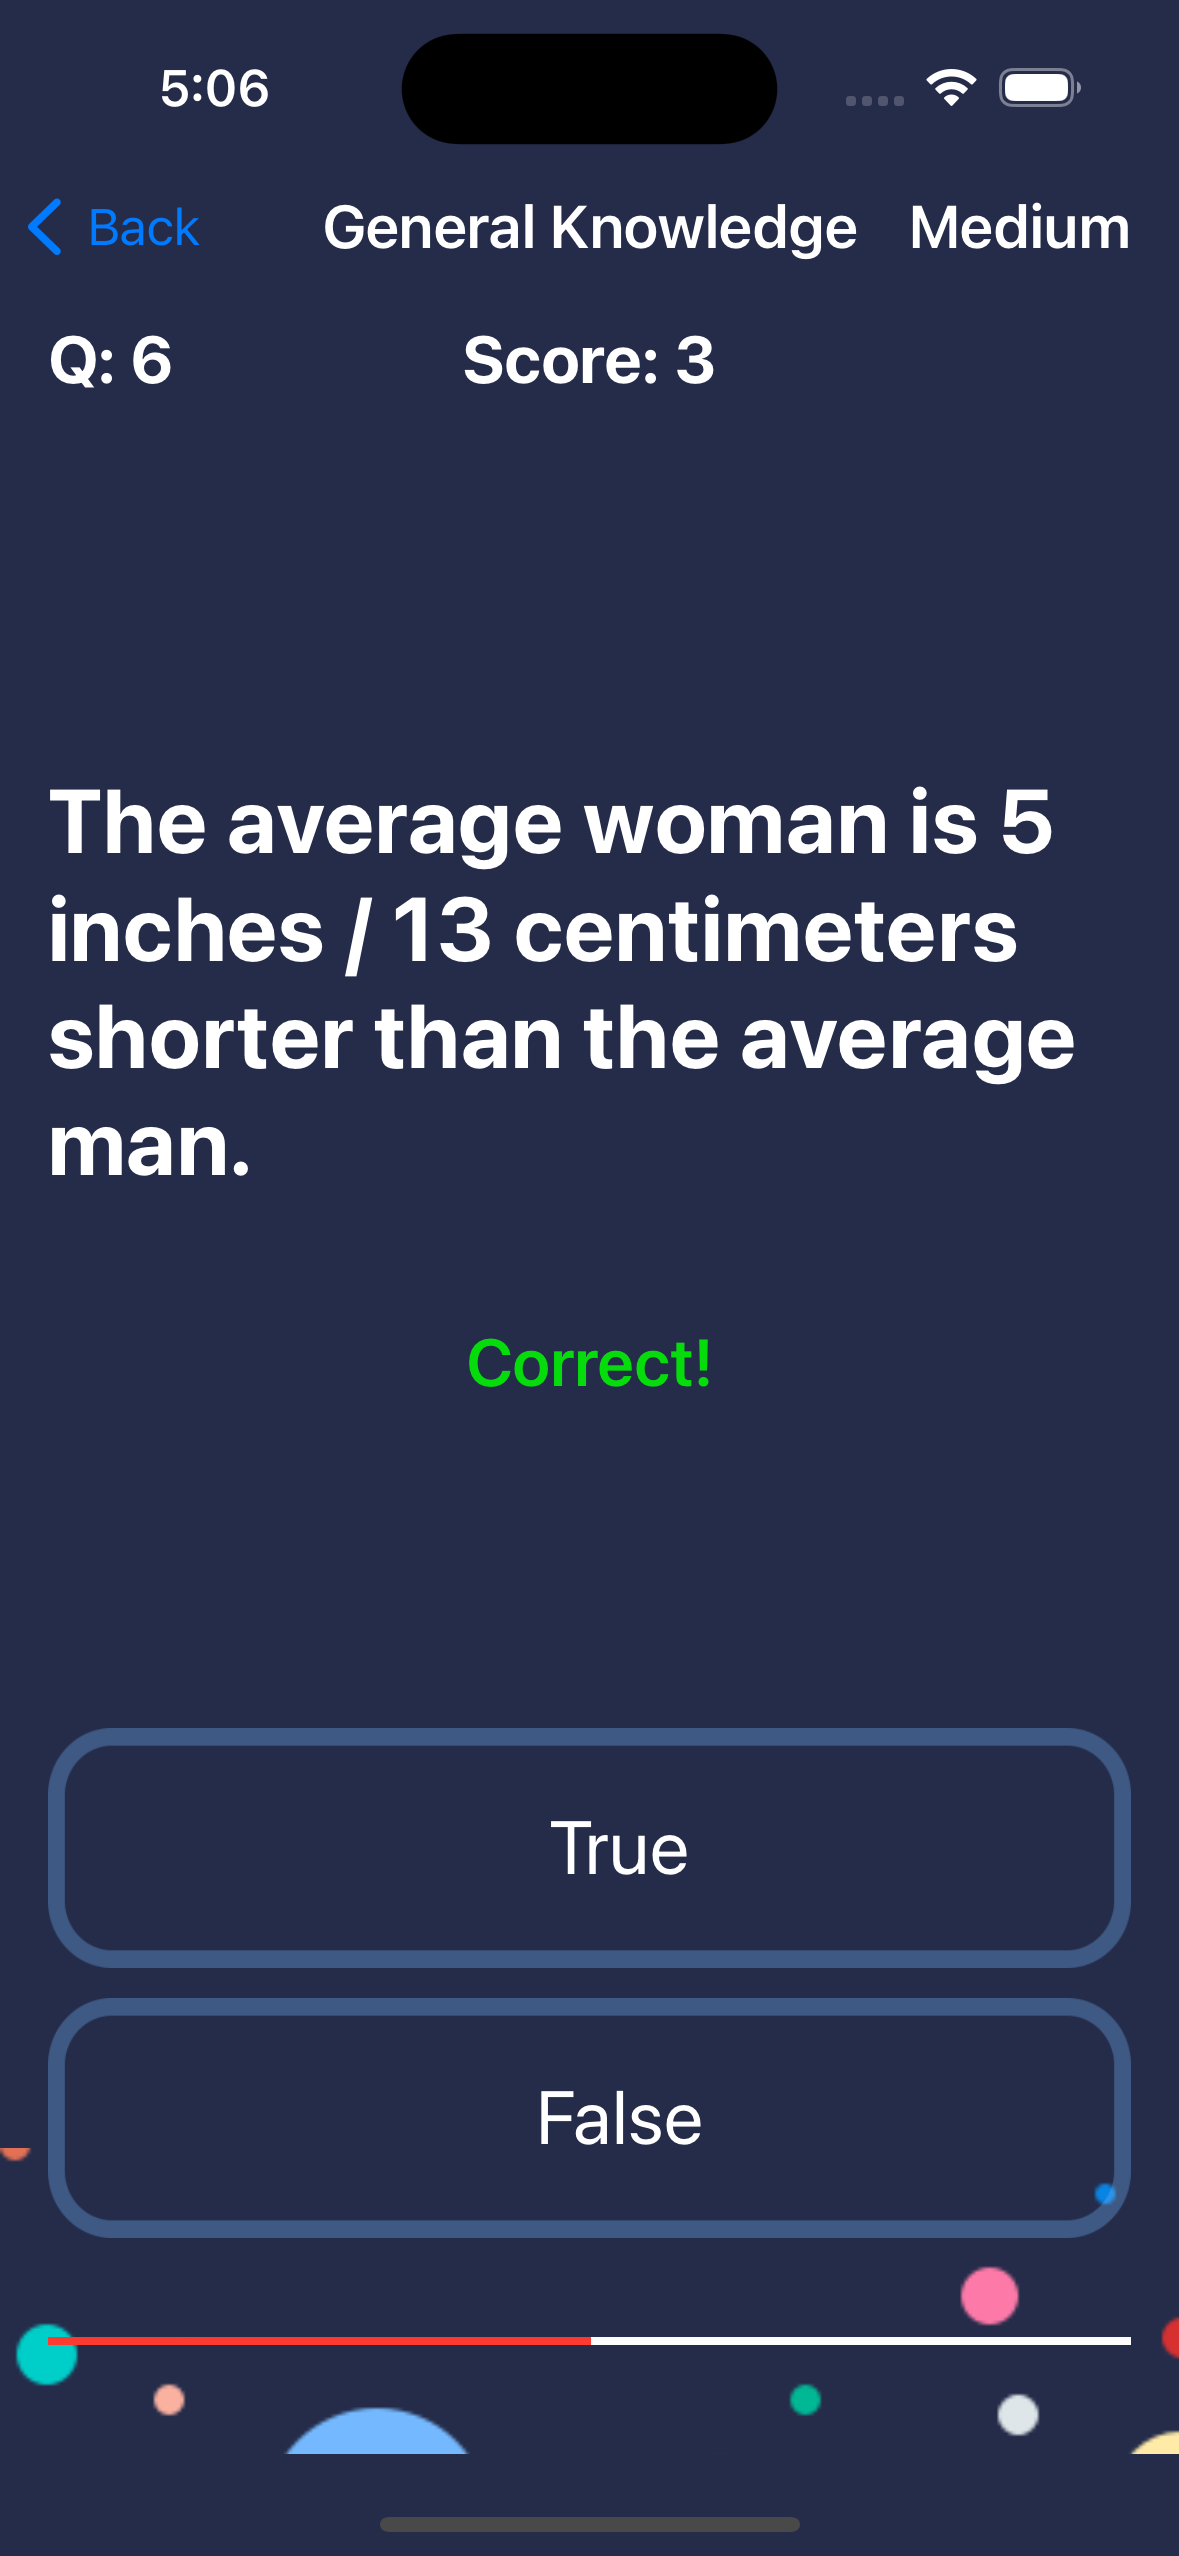 5:06
Back
General Knowledge
Medium
Q: 6
Score: 3
The average woman is 5
inches / 13 centimeters
shorter than the average
man.
Correct!
True
False